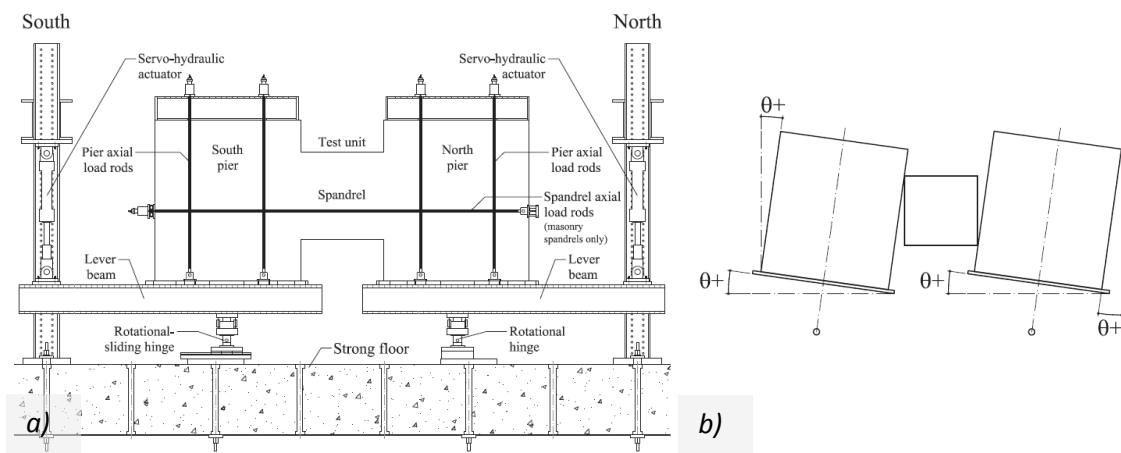 South
North
Servo-hydraulic
actuator
Servo-hydraulic
actuator
Test unit
Pier axial
load rods
South
pier
North
pier
Pier axial
load rods
Spandrel
Spandrel axial
load rods
(masonry
spandrels only)
Lever
beam
Lever
beam
Rotational-
sliding hinge
Rotational
hinge
Strong floor
a)
θ+
θ+
θ+
θ+
b)